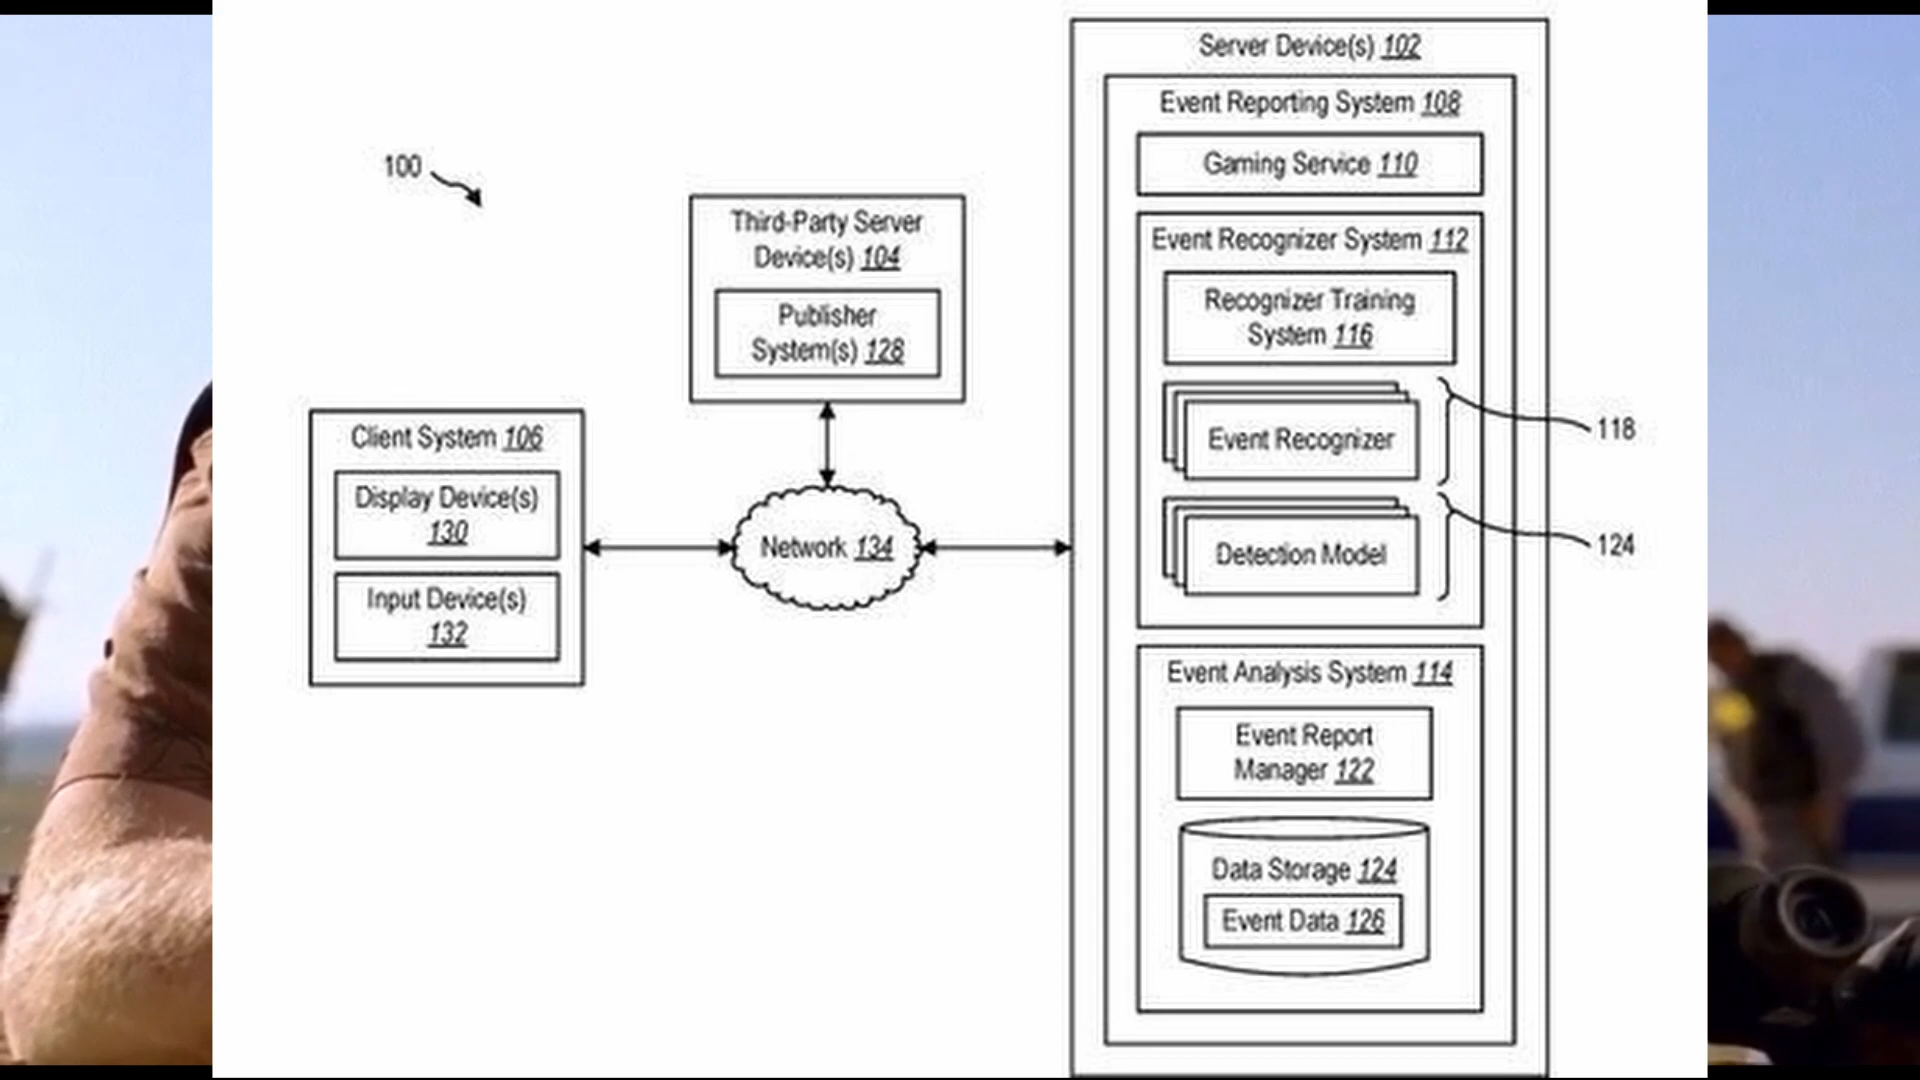 100
Client System 106
Display Device(s)
130
Input Device(s)
132
Third-Party Server
Device(s) 104
Publisher
System(s) 128
Network 134
Server Device(s) 102
Event Reporting System 108
Gaming Service 110
Event Recognizer System 112
Recognizer Training
System 116
Event Recognizer
118
Detection Model
124
Event Analysis System 114
Event Report
Manager 122
Data Storage 124
Event Data 126